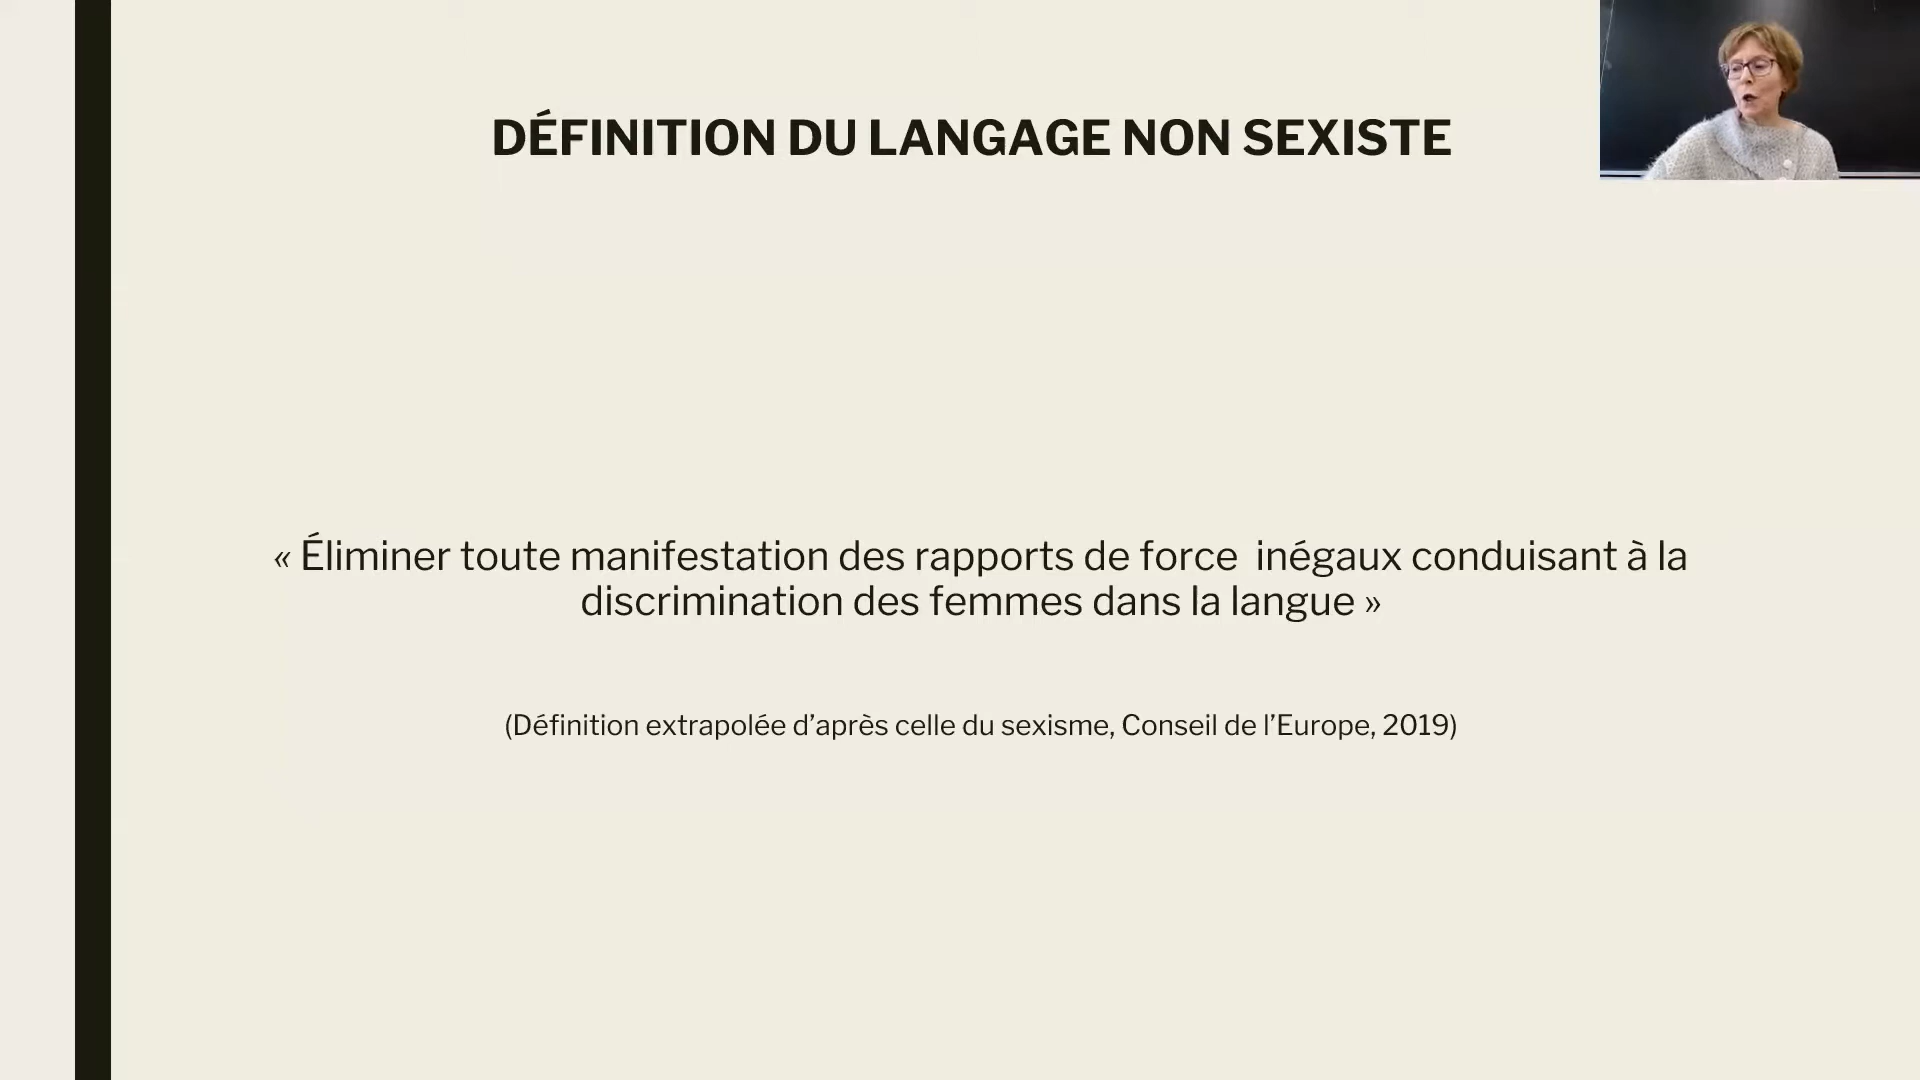 DÉFINITION DU LANGAGE NON SEXISTE
« Éliminer toute manifestation des rapports de force  inégaux conduisant à la
discrimination des femmes dans la langue »
(Définition extrapolée d’après celle du sexisme, Conseil de l’Europe, 2019)